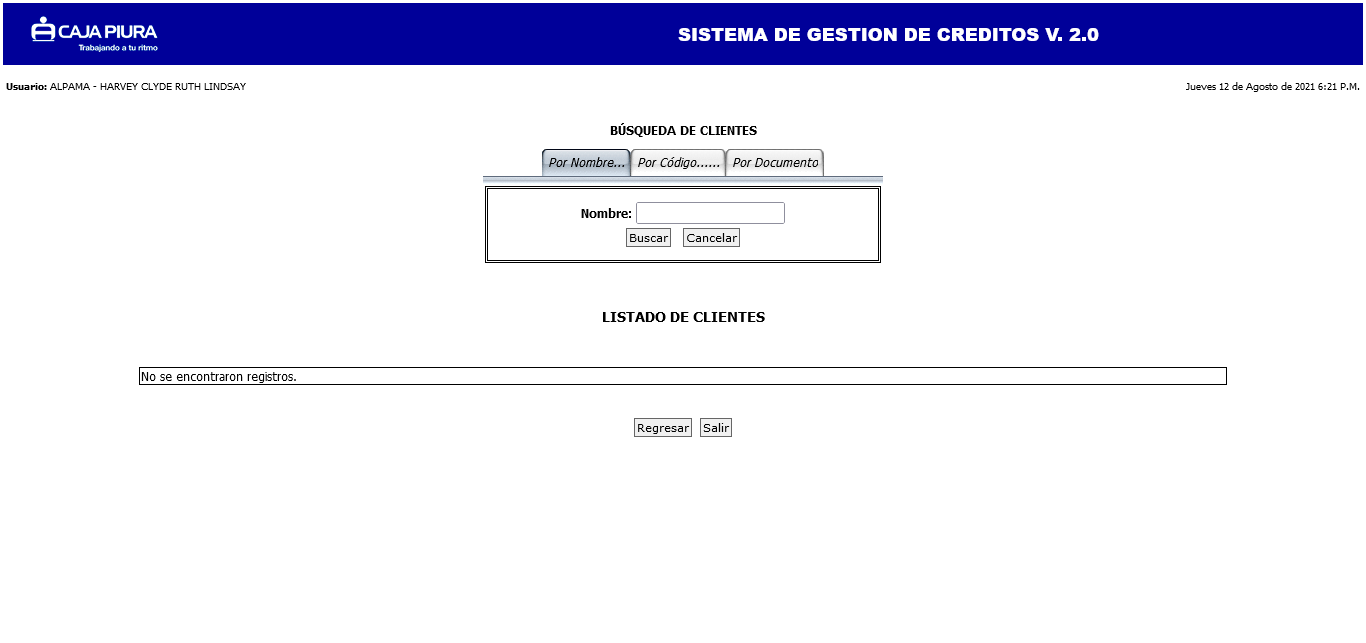 CAJA PIURA
Trabajando a tu ritmo
SISTEMA DE GESTION DE CREDITOS V. 2.0
Usuario: ALPAMA - HARVEY CLYDE RUTH LINDSAY
Jueves 12 de Agosto de 2021 6:21 P.M.
BÚSQUEDA DE CLIENTES
Por Nombre... Por Código...... Por Documento
Nombre:
Buscar Cancelar
LISTADO DE CLIENTES
No se encontraron registros.
Regresar Salir